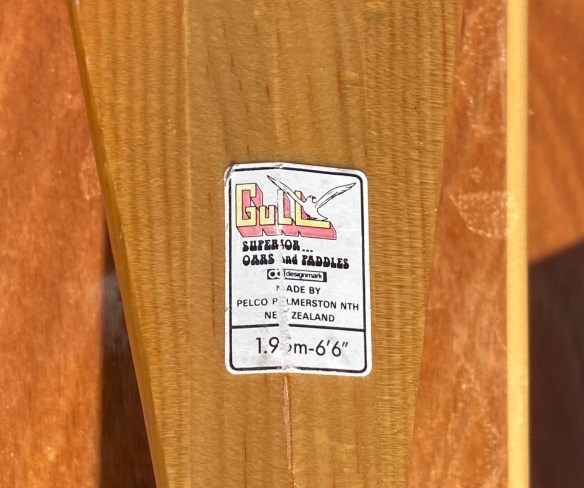 GULL
SUPERIOR...
OARS and PADDLES
designmark
MADE BY
PELCO PALMERSTON NTH
NEW ZEALAND
6'6"